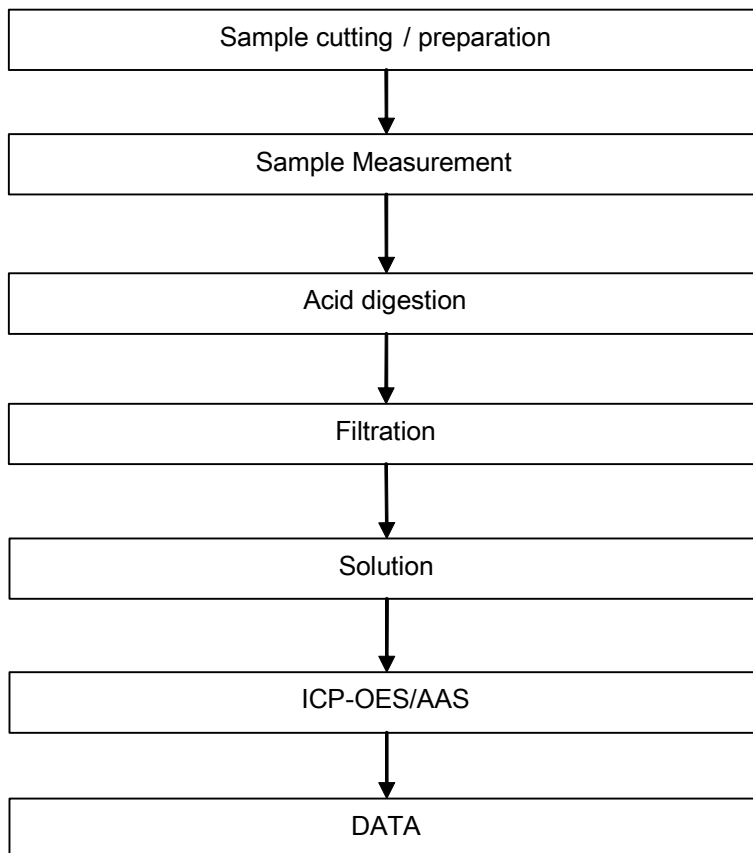 Sample cutting / preparation
Sample Measurement
Acid digestion
Filtration
Solution
ICP-OES/AAS
DATA